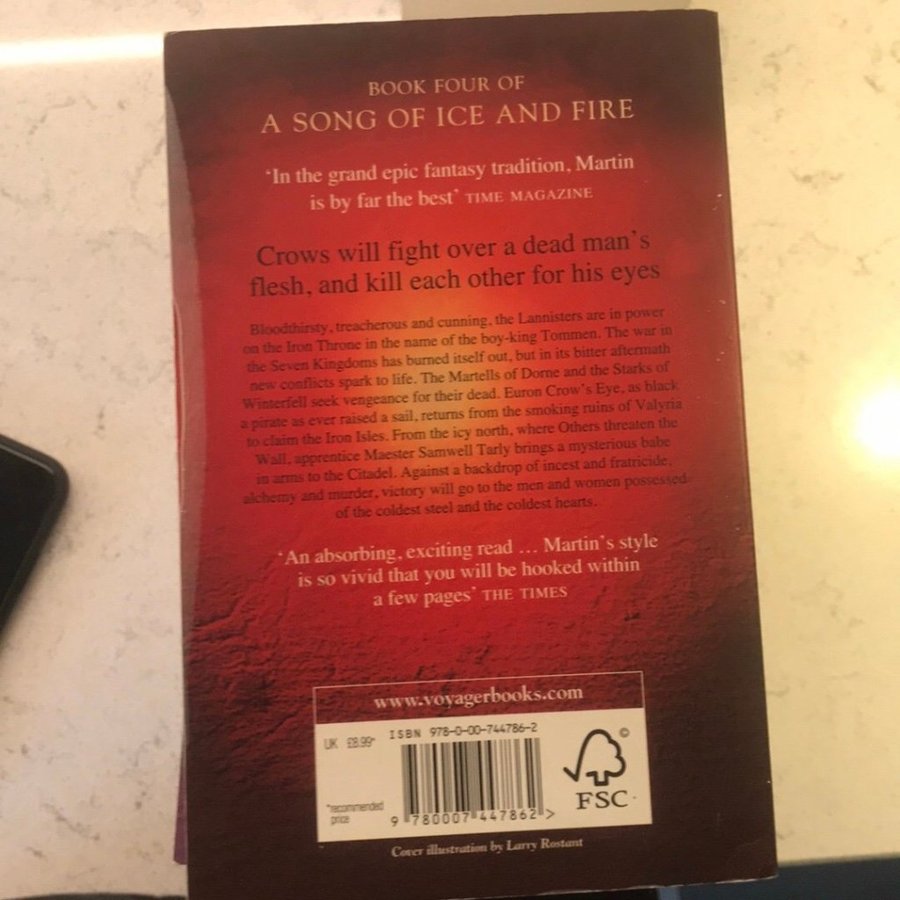 BOOK FOUR OF
A SONG OF ICE AND FIRE
‘In the grand epic fantasy tradition, Martin
is by far the best’ TIME MAGAZINE
Crows will fight over a dead man’s
flesh, and kill each other for his eyes
Bloodthirsty, treacherous and cunning, the Lannisters are in power
on the Iron Throne in the name of the boy-king Tommen. The war in
the Seven Kingdoms has burned itself out, but in its bitter aftermath
new conflicts spark to life. The Martells of Dorne and the Starks of
Winterfell seek vengeance for their dead. Euron Crow’s Eye, as black
a pirate as ever raised a sail, returns from the smoking ruins of Valyria
to claim the Iron Isles. From the icy north, where Others threaten the
Wall, apprentice Maester Samwell Tarly brings a mysterious babe
in arms to the Citadel. Against a backdrop of incest and fratricide,
alchemy and murder, victory will go to the men and women possessed
of the coldest steel and the coldest hearts.
‘An absorbing, exciting read ... Martin’s style
is so vivid that you will be hooked within
a few pages’ THE TIMES
www.voyagerbooks.com
ISBN 978-0-00-744786-2
UK £8.99*
*recommended
price
9 780007 447862 >
©
FSC
Cover illustration by Larry Rostant